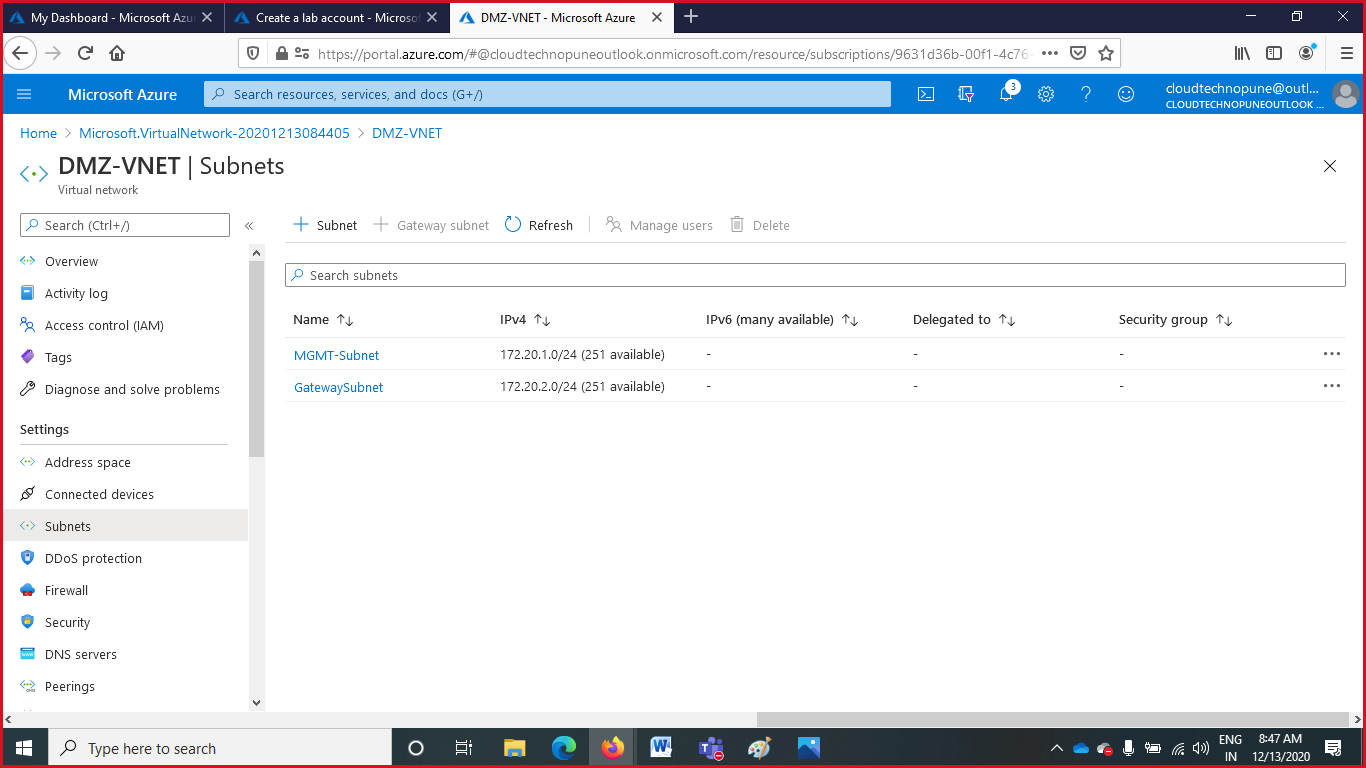 My Dashboard - Microsoft Azu
Create a lab account - Microsof
DMZ-VNET - Microsoft Azure
https://portal.azure.com/#@cloudtechnopuneoutlook.onmicrosoft.com/resource/subscriptions/9631d36b-00f1-4c76-
Microsoft Azure
Search resources, services, and docs (G+/)
3
cloudtechnopune@outl...
CLOUDTECHNOPUNEOUTLOOK ...
Home > Microsoft.VirtualNetwork-20201213084405 > DMZ-VNET
DMZ-VNET | Subnets
Virtual network
Search (Ctrl+/)
«
Overview
Activity log
Access control (IAM)
Tags
Diagnose and solve problems
Settings
Address space
Connected devices
Subnets
DDoS protection
Firewall
Security
DNS servers
Peerings
+ Subnet + Gateway subnet Refresh Manage users Delete
Search subnets
Name ↑↓ IPv4 ↑↓ IPv6 (many available) ↑↓ Delegated to ↑↓ Security group ↑↓
MGMT-Subnet 172.20.1.0/24 (251 available) - - - ...
GatewaySubnet 172.20.2.0/24 (251 available) - - - ...
Type here to search
ENG
IN
8:47 AM
12/13/2020